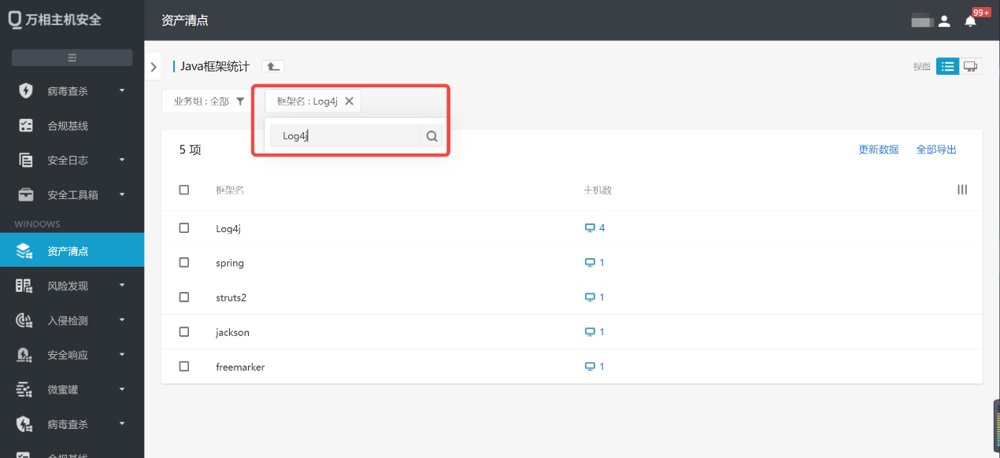 万相主机安全
资产清点
99+
病毒查杀
合规基线
安全日志
安全工具箱
WINDOWS
资产清点
风险发现
入侵检测
安全响应
微蜜罐
病毒查杀
合规基线
Java框架统计
视图
业务组 : 全部
框架名 : Log4j
Log4j
5 项
更新数据
全部导出
框架名
主机数
Log4j
4
spring
1
struts2
1
jackson
1
freemarker
1